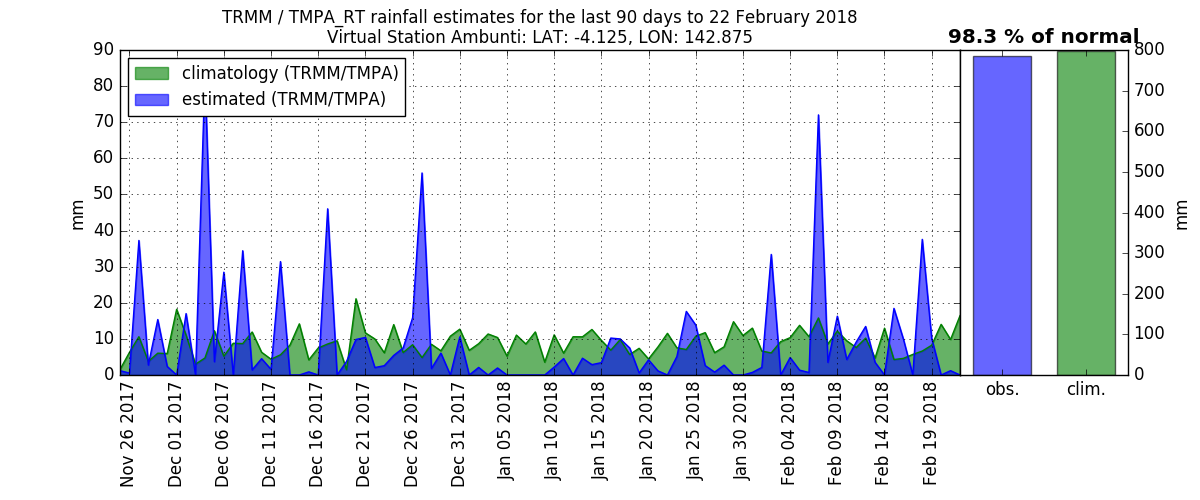 TRMM / TMPA_RT rainfall estimates for the last 90 days to 22 February 2018
Virtual Station Ambunti: LAT: -4.125, LON: 142.875
98.3 % of normal
climatology (TRMM/TMPA)
estimated (TRMM/TMPA)
90
80
70
60
50
40
30
20
10
0
mm
Nov 26 2017
Dec 01 2017
Dec 06 2017
Dec 11 2017
Dec 16 2017
Dec 21 2017
Dec 26 2017
Dec 31 2017
Jan 05 2018
Jan 10 2018
Jan 15 2018
Jan 20 2018
Jan 25 2018
Jan 30 2018
Feb 04 2018
Feb 09 2018
Feb 14 2018
Feb 19 2018
obs.
clim.
800
700
600
500
400
300
200
100
0
mm